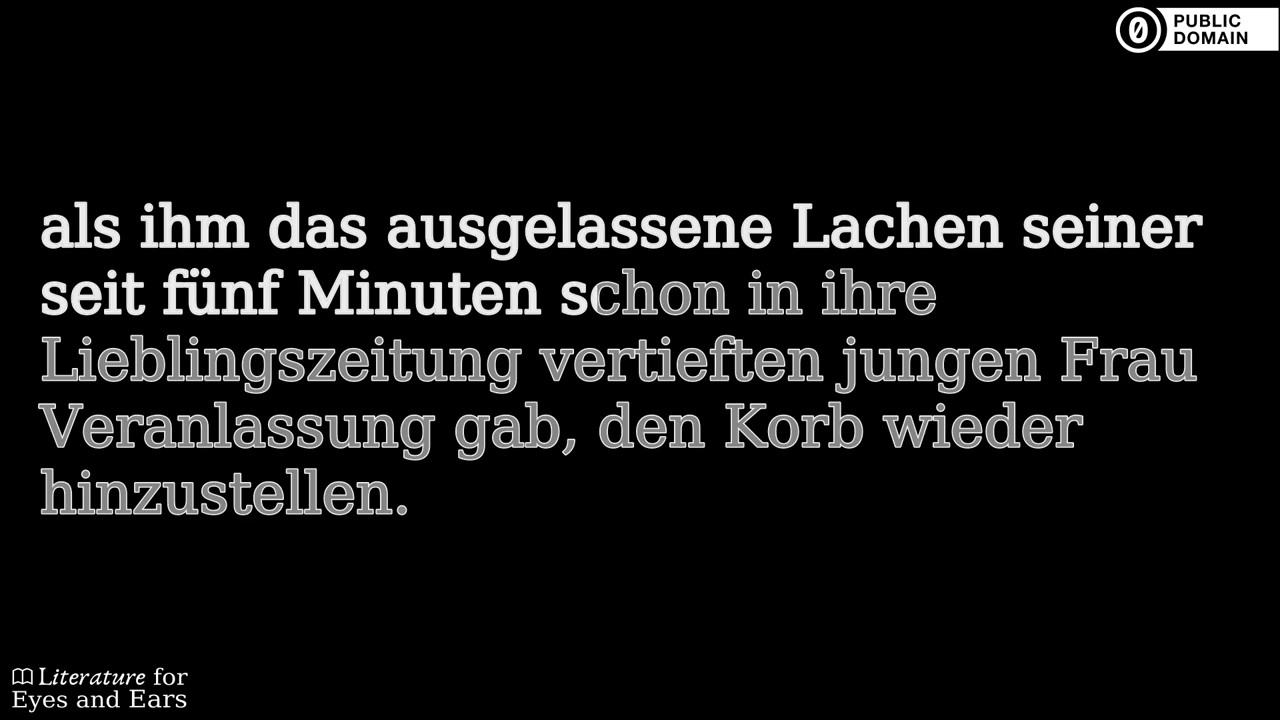 PUBLIC
DOMAIN
als ihm das ausgelassene Lachen seiner
seit fünf Minuten schon in ihre
Lieblingszeitung vertieften jungen Frau
Veranlassung gab, den Korb wieder
hinzustellen.
Literature for
Eyes and Ears